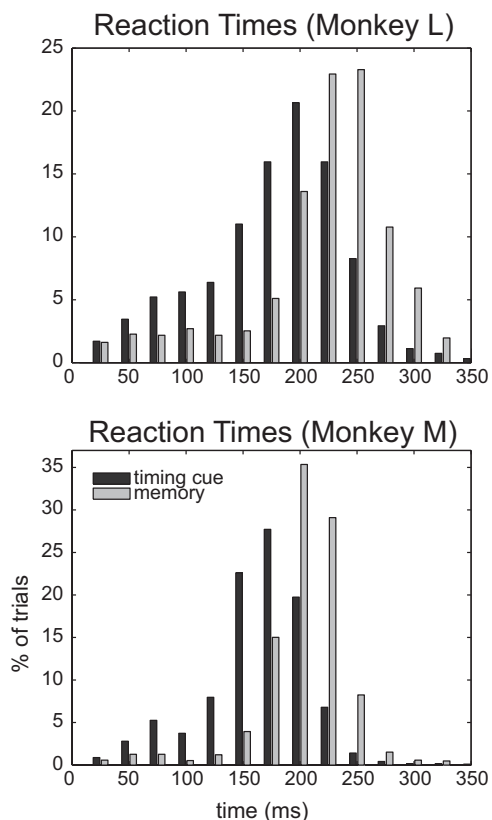 Reaction Times (Monkey L)
25
20
15
10
5
0
0 50 100 150 200 250 300 350
Reaction Times (Monkey M)
35
30
25
20
15
10
5
0
timing cue
memory
% of trials
0 50 100 150 200 250 300 350
time (ms)